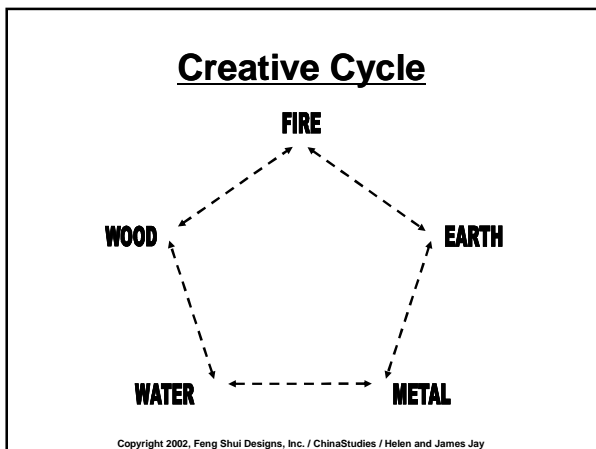 Creative Cycle
FIRE
WOOD
EARTH
WATER
METAL
Copyright 2002, Feng Shui Designs, Inc. / ChinaStudies / Helen and James Jay